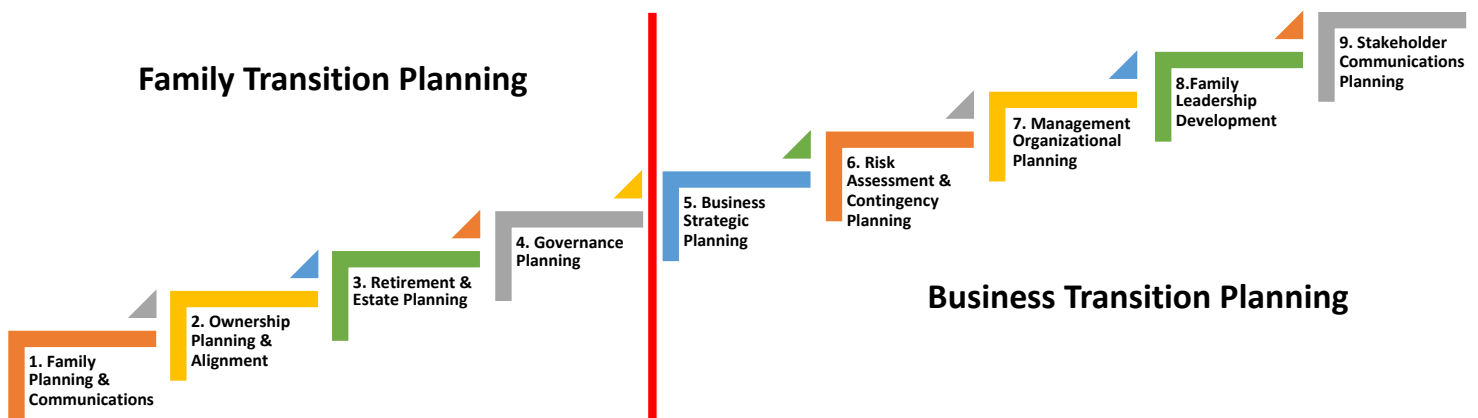 Family Transition Planning
1. Family
Planning &
Communications
2. Ownership
Planning &
Alignment
3. Retirement &
Estate Planning
4. Governance
Planning
5. Business
Strategic
Planning
6. Risk
Assessment &
Contingency
Planning
7. Management
Organizational
Planning
8.Family
Leadership
Development
9. Stakeholder
Communications
Planning
Business Transition Planning